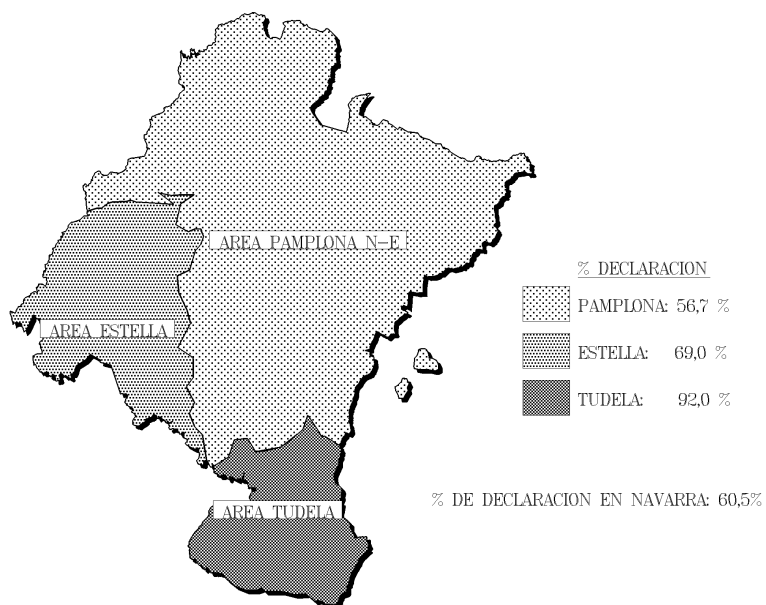 AREA PAMPLONA N-E
% DECLARACION
PAMPLONA: 56,7 %
AREA ESTELLA
ESTELLA: 69,0 %
TUDELA: 92,0 %
% DE DECLARACION EN NAVARRA: 60,5%
AREA TUDELA